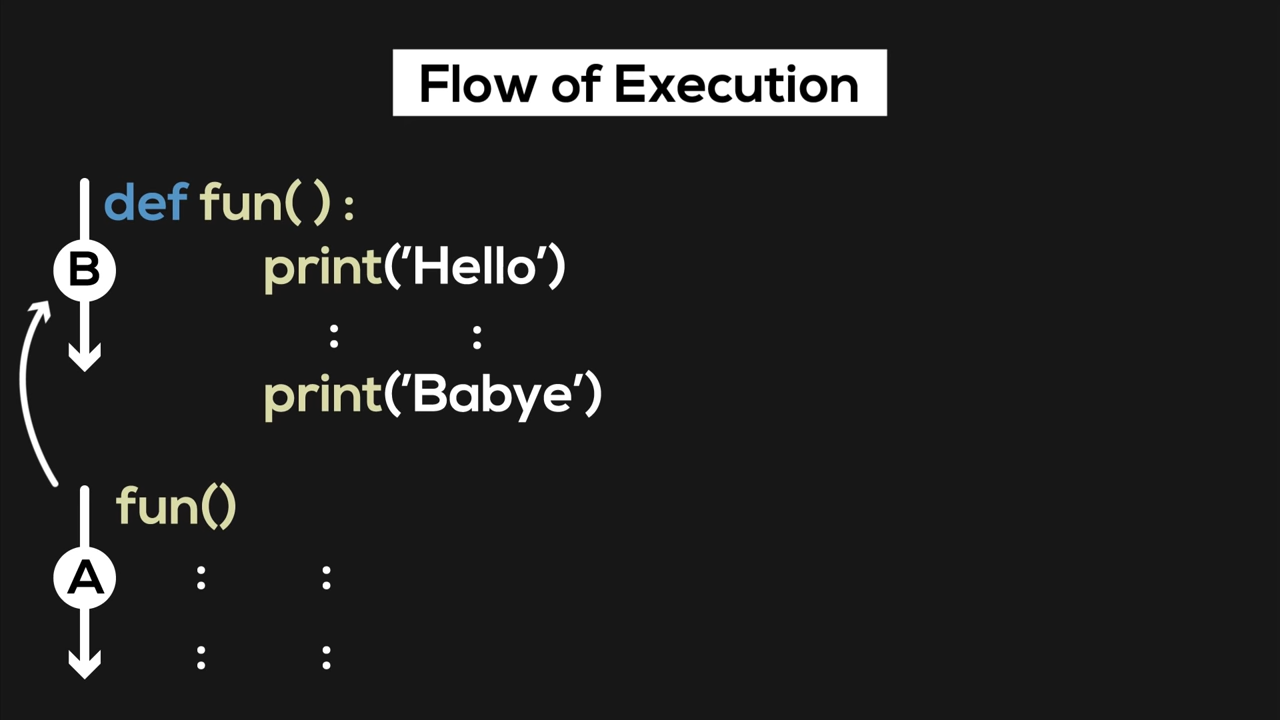 Flow of Execution
def fun( ) :
B
print('Hello')
: :
print('Babye')
fun()
A
: :
: :